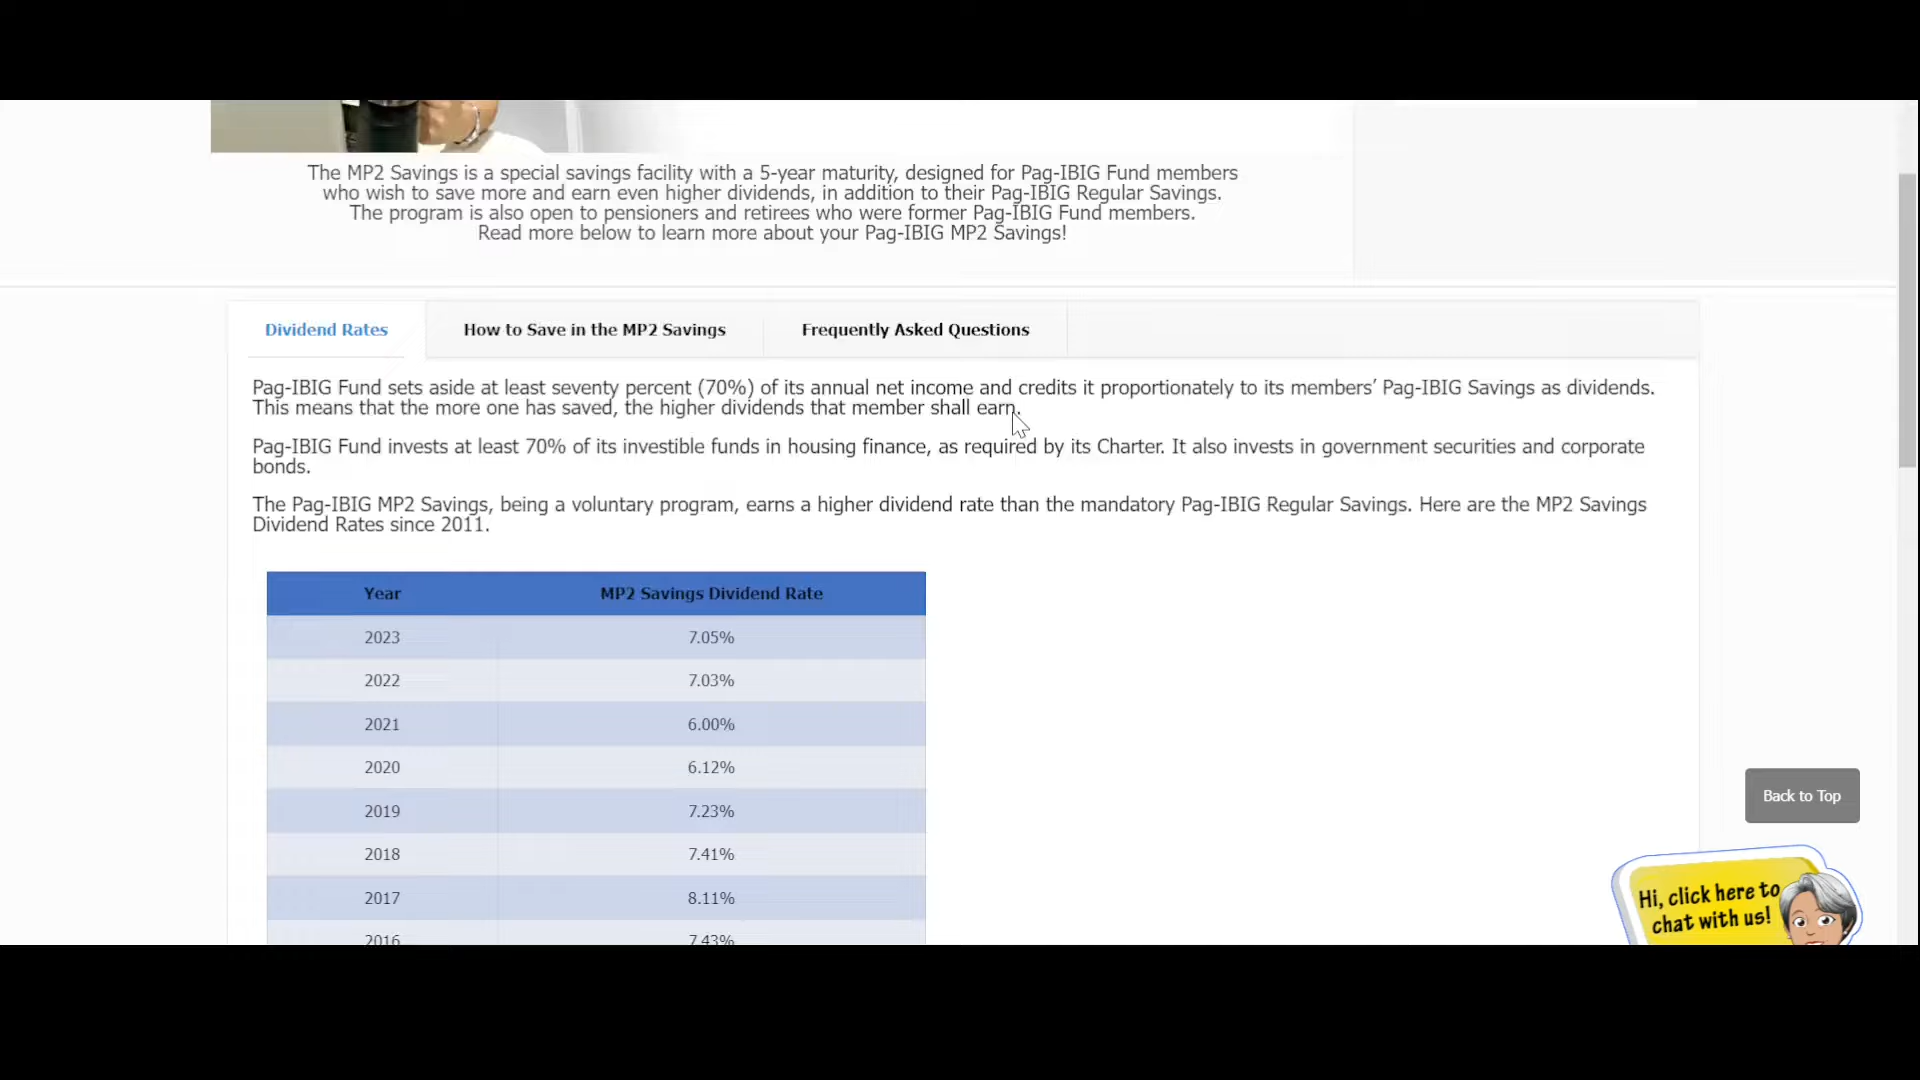 The MP2 Savings is a special savings facility with a 5-year maturity, designed for Pag-IBIG Fund members
who wish to save more and earn even higher dividends, in addition to their Pag-IBIG Regular Savings.
The program is also open to pensioners and retirees who were former Pag-IBIG Fund members.
Read more below to learn more about your Pag-IBIG MP2 Savings!
Dividend Rates How to Save in the MP2 Savings Frequently Asked Questions
Pag-IBIG Fund sets aside at least seventy percent (70%) of its annual net income and credits it proportionately to its members’ Pag-IBIG Savings as dividends.
This means that the more one has saved, the higher dividends that member shall earn.
Pag-IBIG Fund invests at least 70% of its investible funds in housing finance, as required by its Charter. It also invests in government securities and corporate
bonds.
The Pag-IBIG MP2 Savings, being a voluntary program, earns a higher dividend rate than the mandatory Pag-IBIG Regular Savings. Here are the MP2 Savings
Dividend Rates since 2011.
Year MP2 Savings Dividend Rate
2023 7.05%
2022 7.03%
2021 6.00%
2020 6.12%
2019 7.23%
2018 7.41%
2017 8.11%
2016 7.43%
Back to Top
Hi, click here to
chat with us!